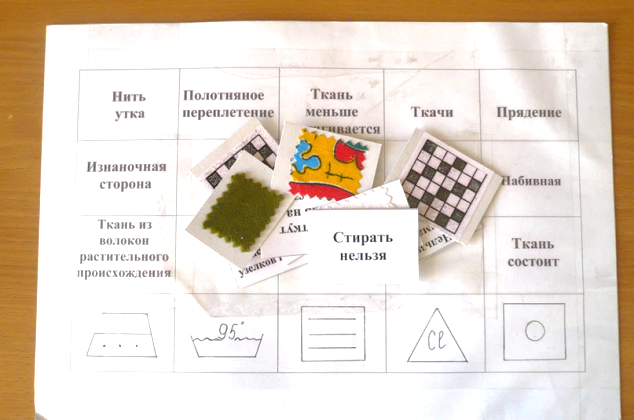 Нить
утка
Полотняное
переплетение
Ткань
меньше
Ткачи
Прядение
Изнаночная
сторона
Набивная
Ткань из
волокон
растительного
происхождения
узелков
Стирать
нельзя
Ткань
состоит
95°
Cl